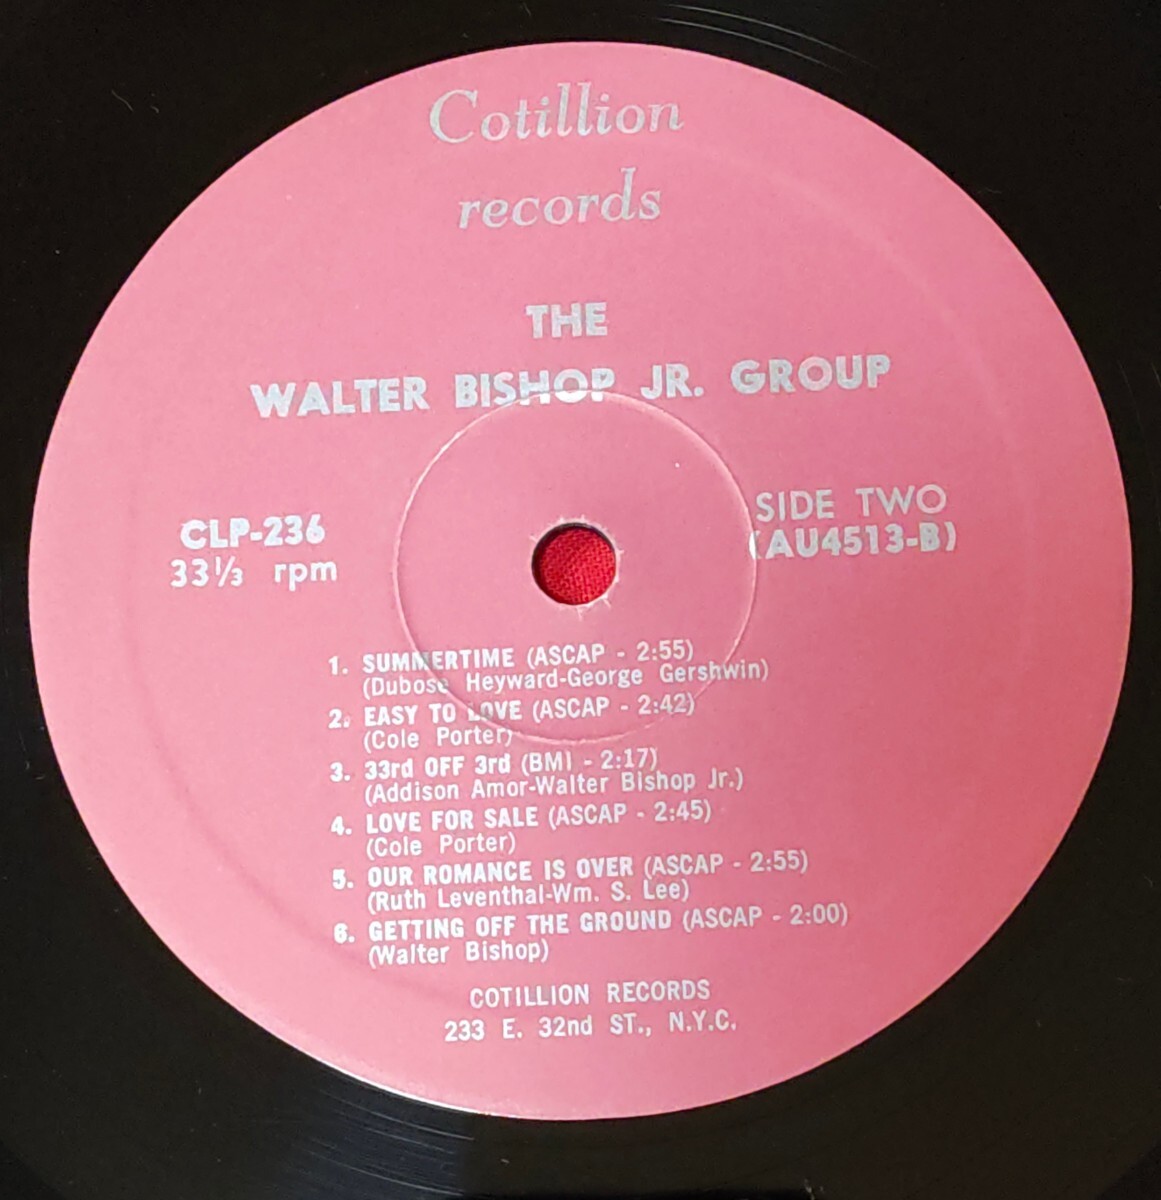 Cotillion
records
THE
WALTER BISHOP JR. GROUP
CLP-236
33⅓ rpm
SIDE TWO
(AU4513-B)
1. SUMMERTIME (ASCAP - 2:55)
(Dubose Heyward-George Gershwin)
2. EASY TO LOVE (ASCAP - 2:42)
(Cole Porter)
3. 33rd OFF 3rd (BMI - 2:17)
(Addison Amor-Walter Bishop Jr.)
4. LOVE FOR SALE (ASCAP - 2:45)
(Cole Porter)
5. OUR ROMANCE IS OVER (ASCAP - 2:55)
(Ruth Leventhal-Wm. S. Lee)
6. GETTING OFF THE GROUND (ASCAP - 2:00)
(Walter Bishop)
COTILLION RECORDS
233 E. 32nd ST., N.Y.C.